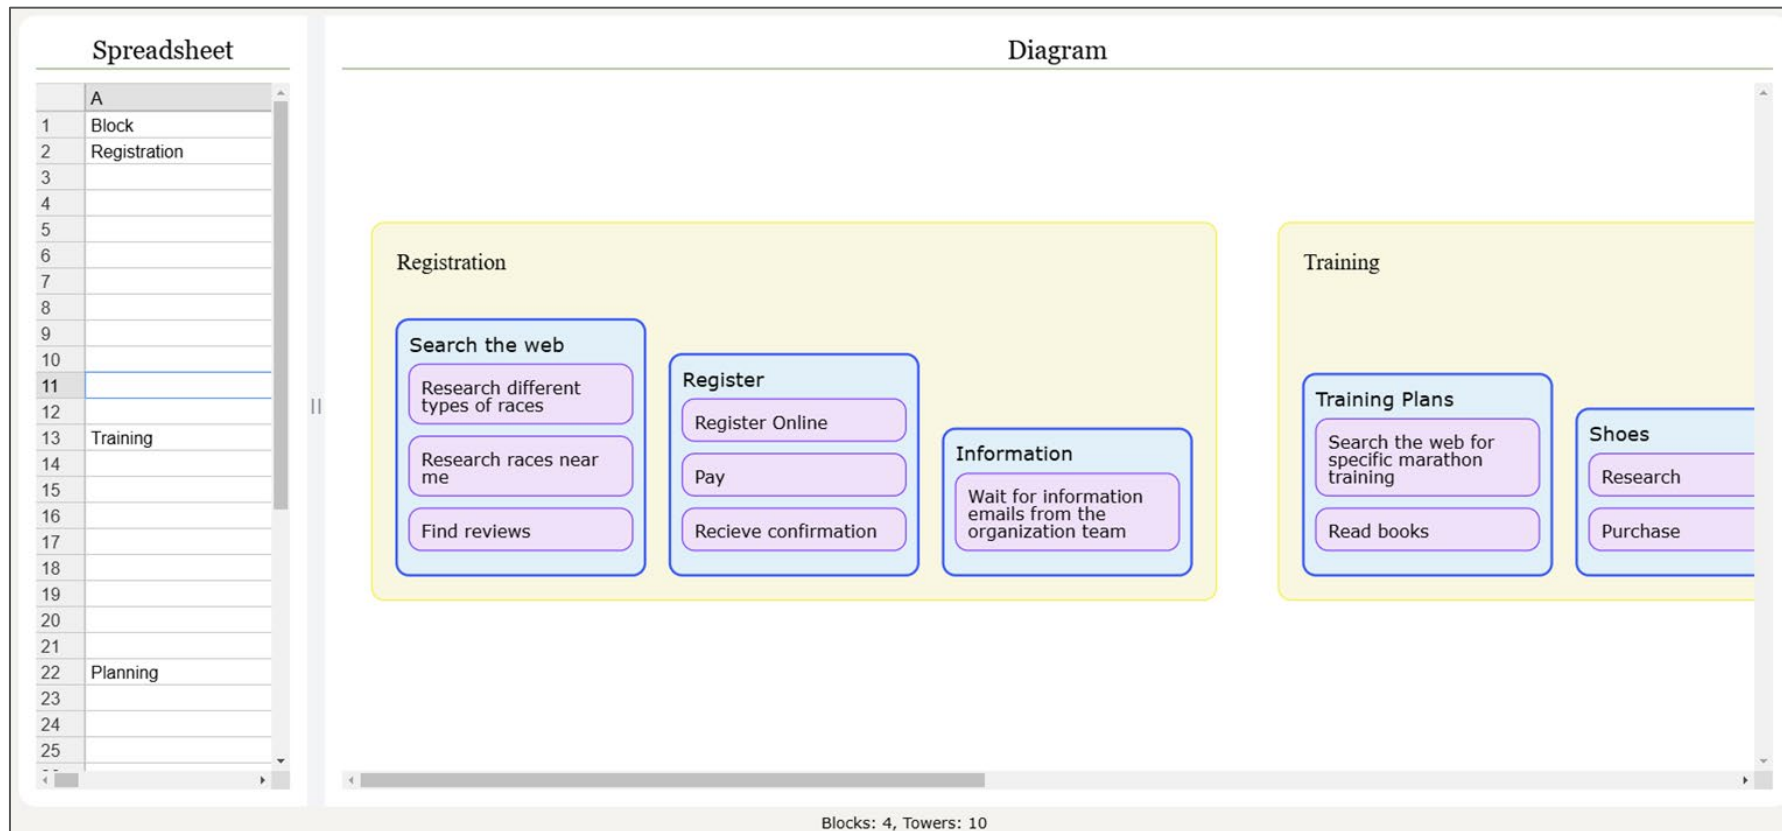 Spreadsheet
A
1 Block
2 Registration
3
4
5
6
7
8
9
10
11
12
13 Training
14
15
16
17
18
19
20
21
22 Planning
23
24
25
Diagram
Registration
Search the web
Research different
types of races
Research races near
me
Find reviews
Register
Register Online
Pay
Recieve confirmation
Information
Wait for information
emails from the
organization team
Training
Training Plans
Search the web for
specific marathon
training
Read books
Shoes
Research
Purchase
Blocks: 4, Towers: 10